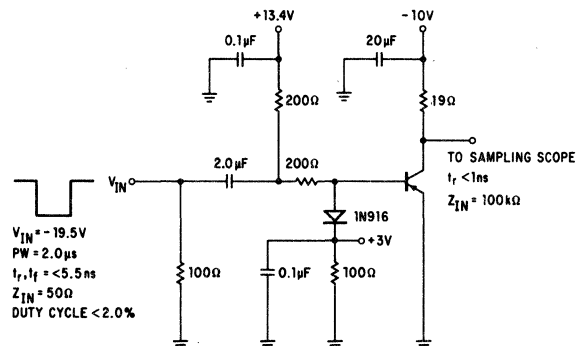 +13.4V
-10V
0.1µF
20µF
200Ω
19Ω
2.0µF
200Ω
TO SAMPLING SCOPE
tr <1ns
ZIN = 100kΩ
VIN
1N916
+3V
VIN = -19.5V
PW = 2.0µs
tr, tf = <5.5ns
ZIN = 50Ω
DUTY CYCLE <2.0%
100Ω
0.1µF
100Ω